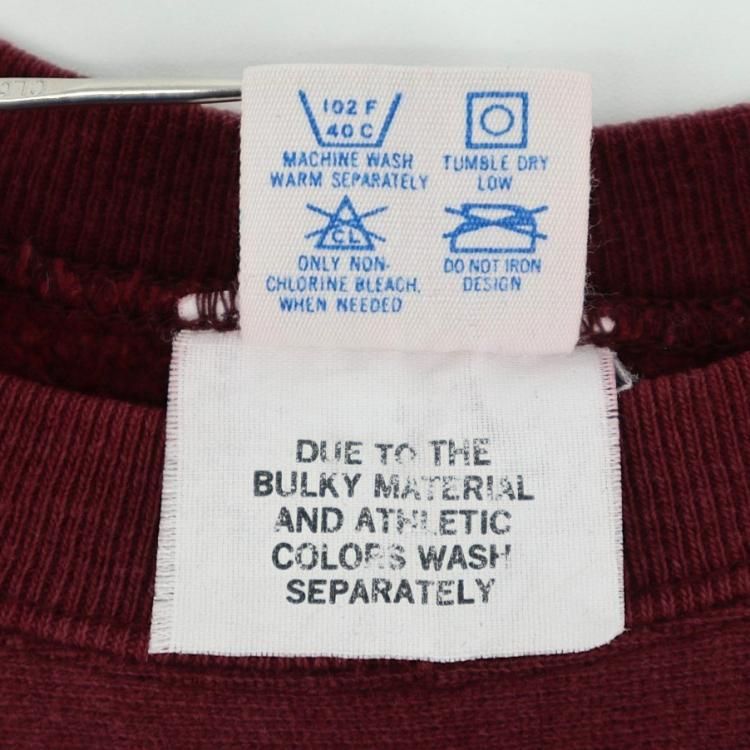 102 F
40 C
MACHINE WASH
WARM SEPARATELY
TUMBLE DRY
LOW
CL
ONLY NON-
CHLORINE BLEACH,
WHEN NEEDED
DO NOT IRON
DESIGN
DUE TO THE
BULKY MATERIAL
AND ATHLETIC
COLORS WASH
SEPARATELY